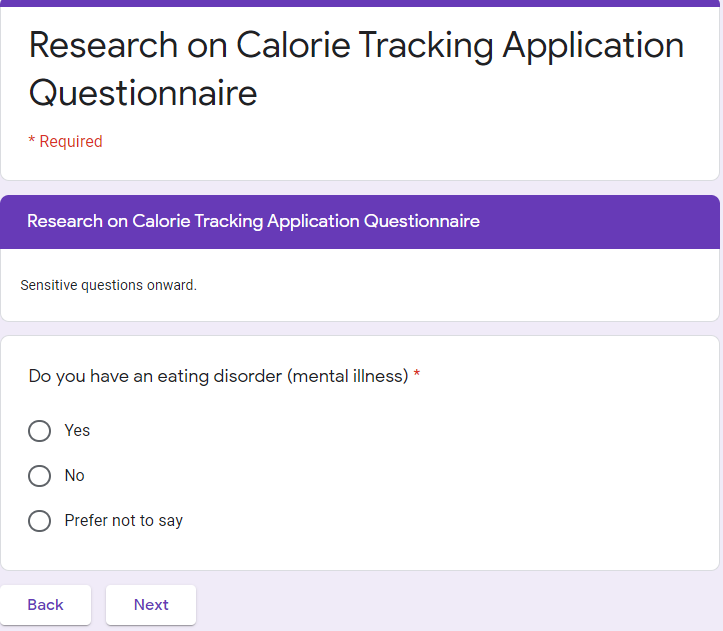 Research on Calorie Tracking Application
Questionnaire
* Required
Research on Calorie Tracking Application Questionnaire
Sensitive questions onward.
Do you have an eating disorder (mental illness) *
Yes
No
Prefer not to say
Back
Next